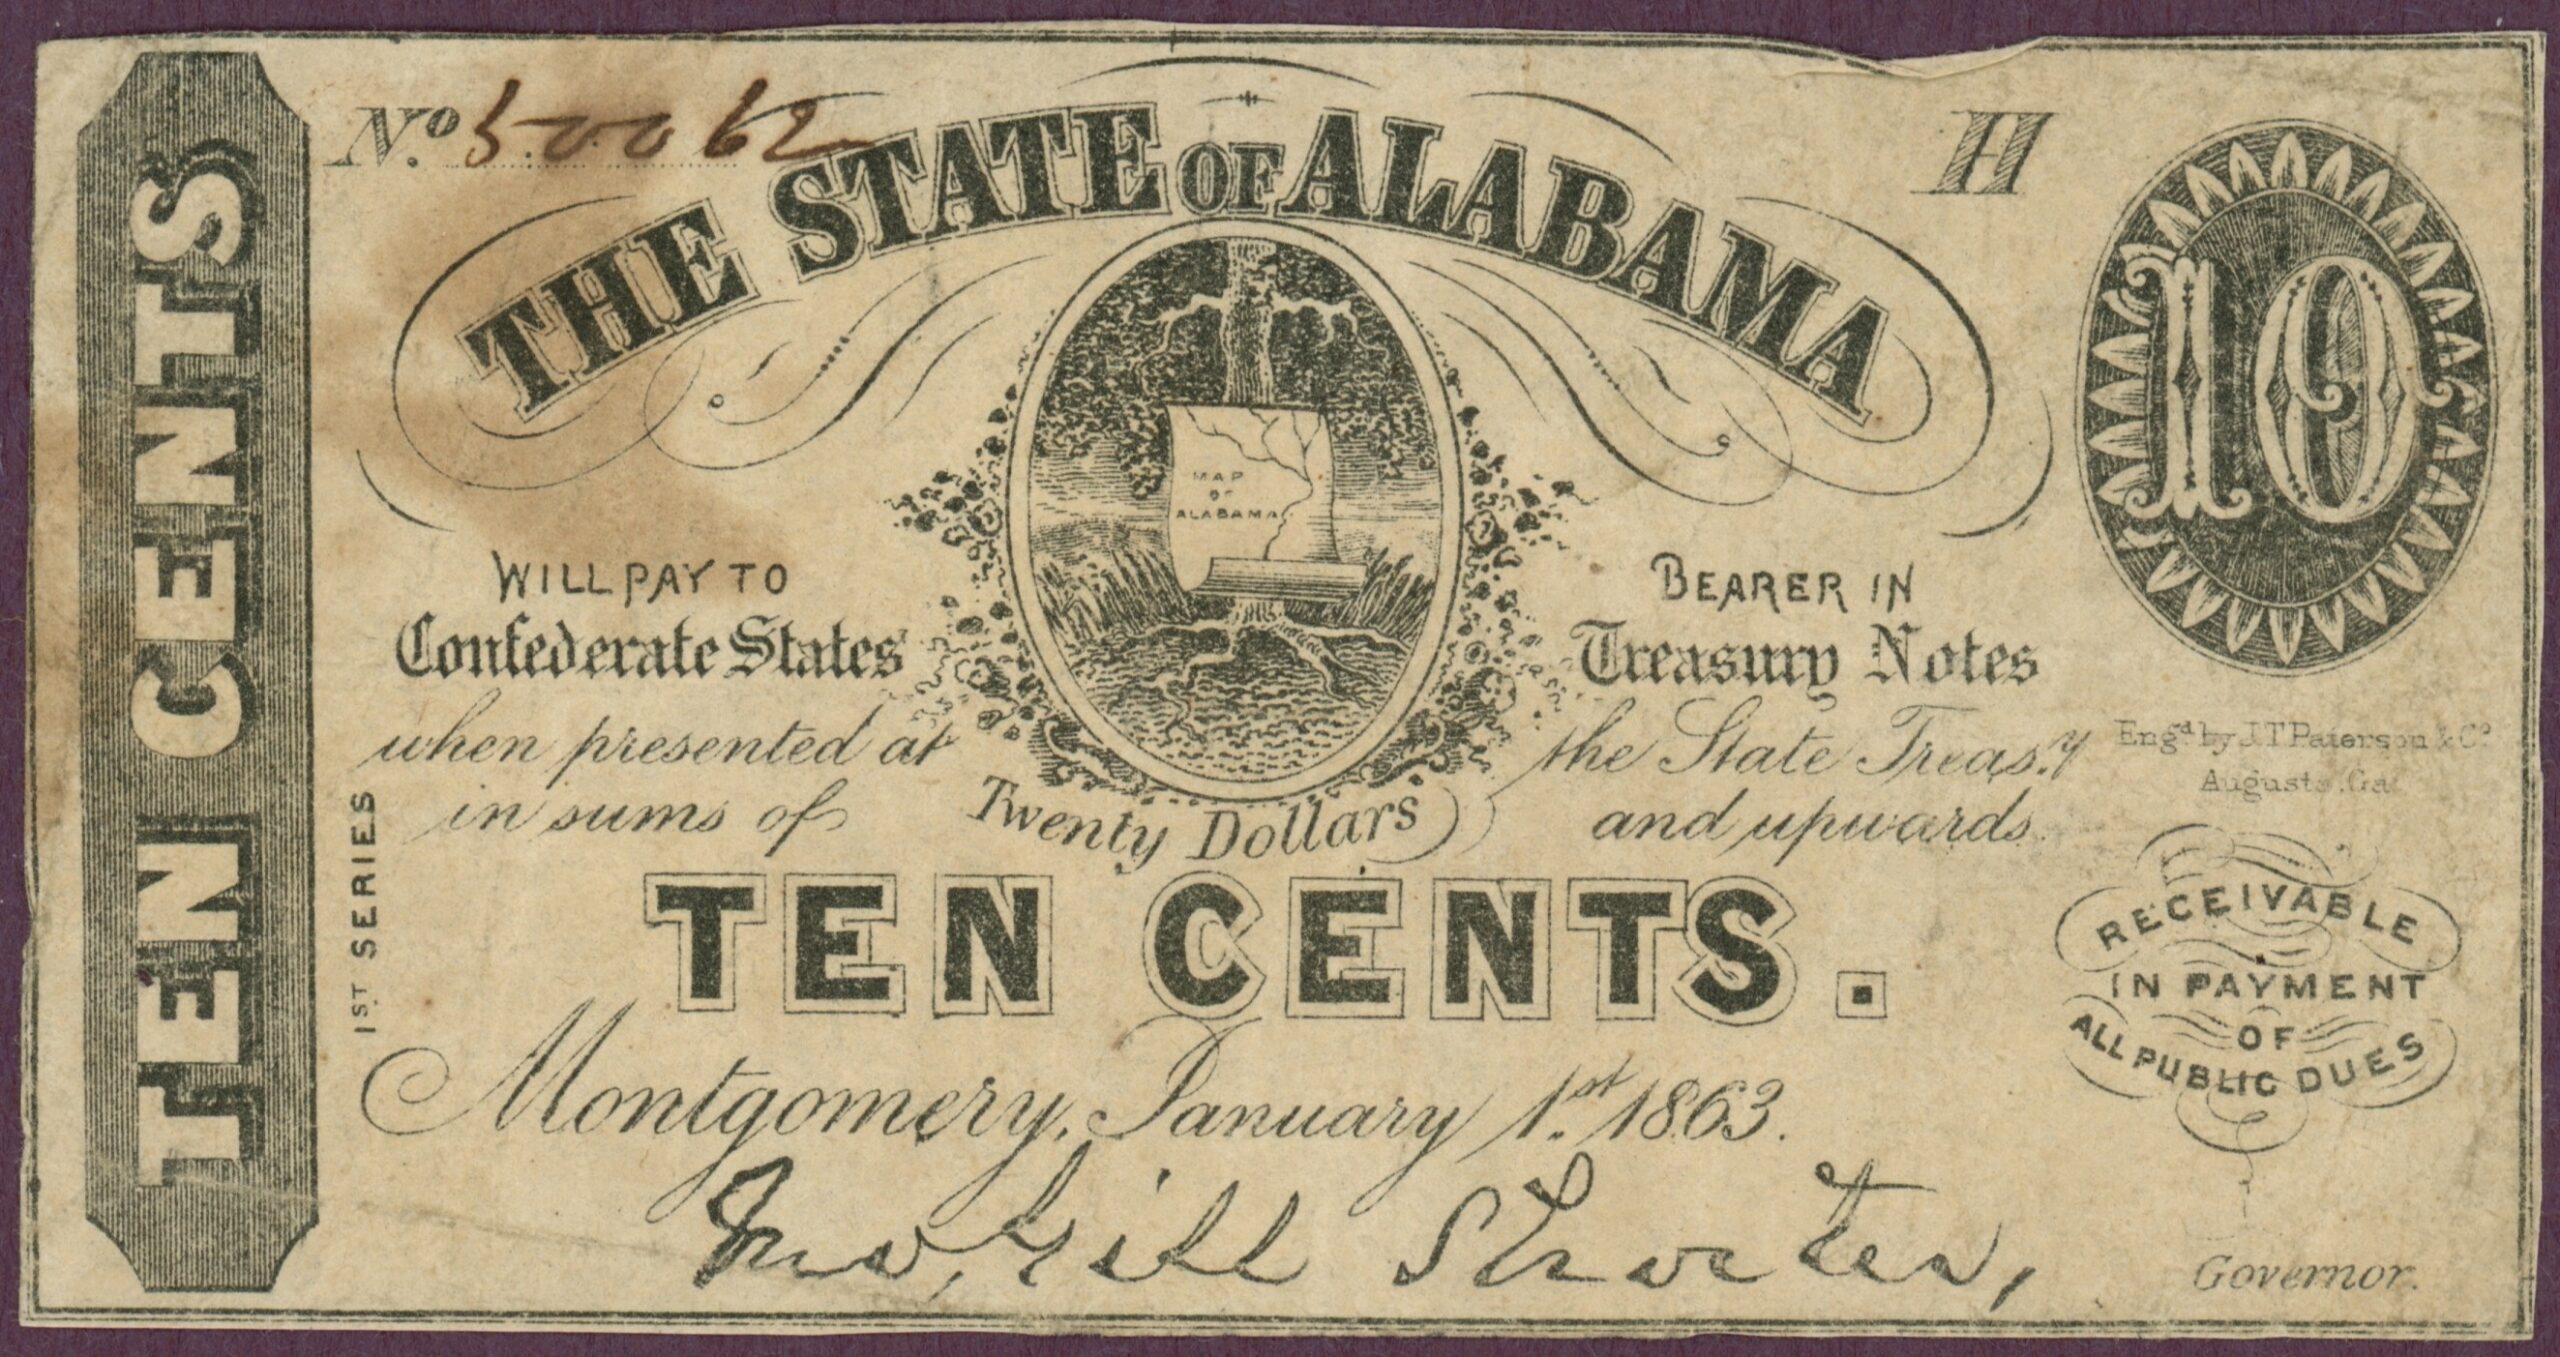 No. 50062
H
THE STATE OF ALABAMA
10
TEN CENTS
MAP
OF
ALABAMA
WILL PAY TO BEARER IN
Confederate States Treasury Notes
when presented at the State Treas.y
in sums of Twenty Dollars and upwards.
Engd by J.T. Paterson & Co
Augusta, Ga.
1ST SERIES
TEN CENTS.
RECEIVABLE
IN PAYMENT
OF
ALL PUBLIC DUES
Montgomery, January 1st 1863.
Jno, Gill Shorter,
Governor.